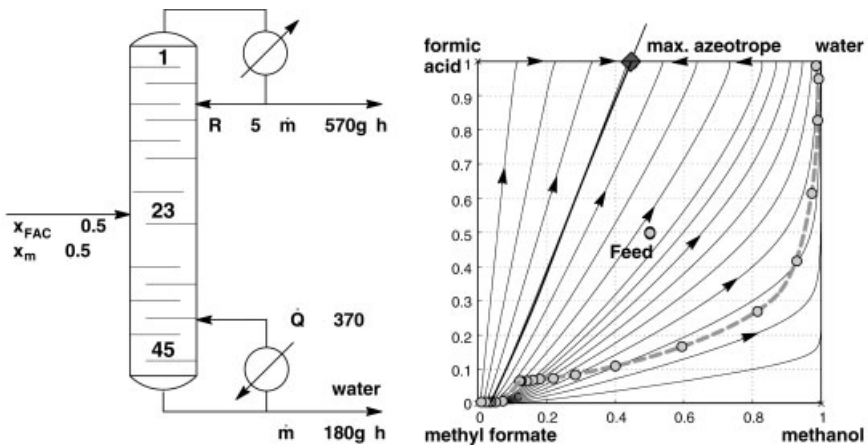 1
R 5 ṁ 570g h
23
x_FAC 0.5
x_m 0.5
Q̇ 370
45
water
ṁ 180g h
formic acid
max. azeotrope
water
1
0.9
0.8
0.7
0.6
0.5
0.4
0.3
0.2
0.1
0
Feed
0 0.2 0.4 0.6 0.8 1
methyl formate
methanol